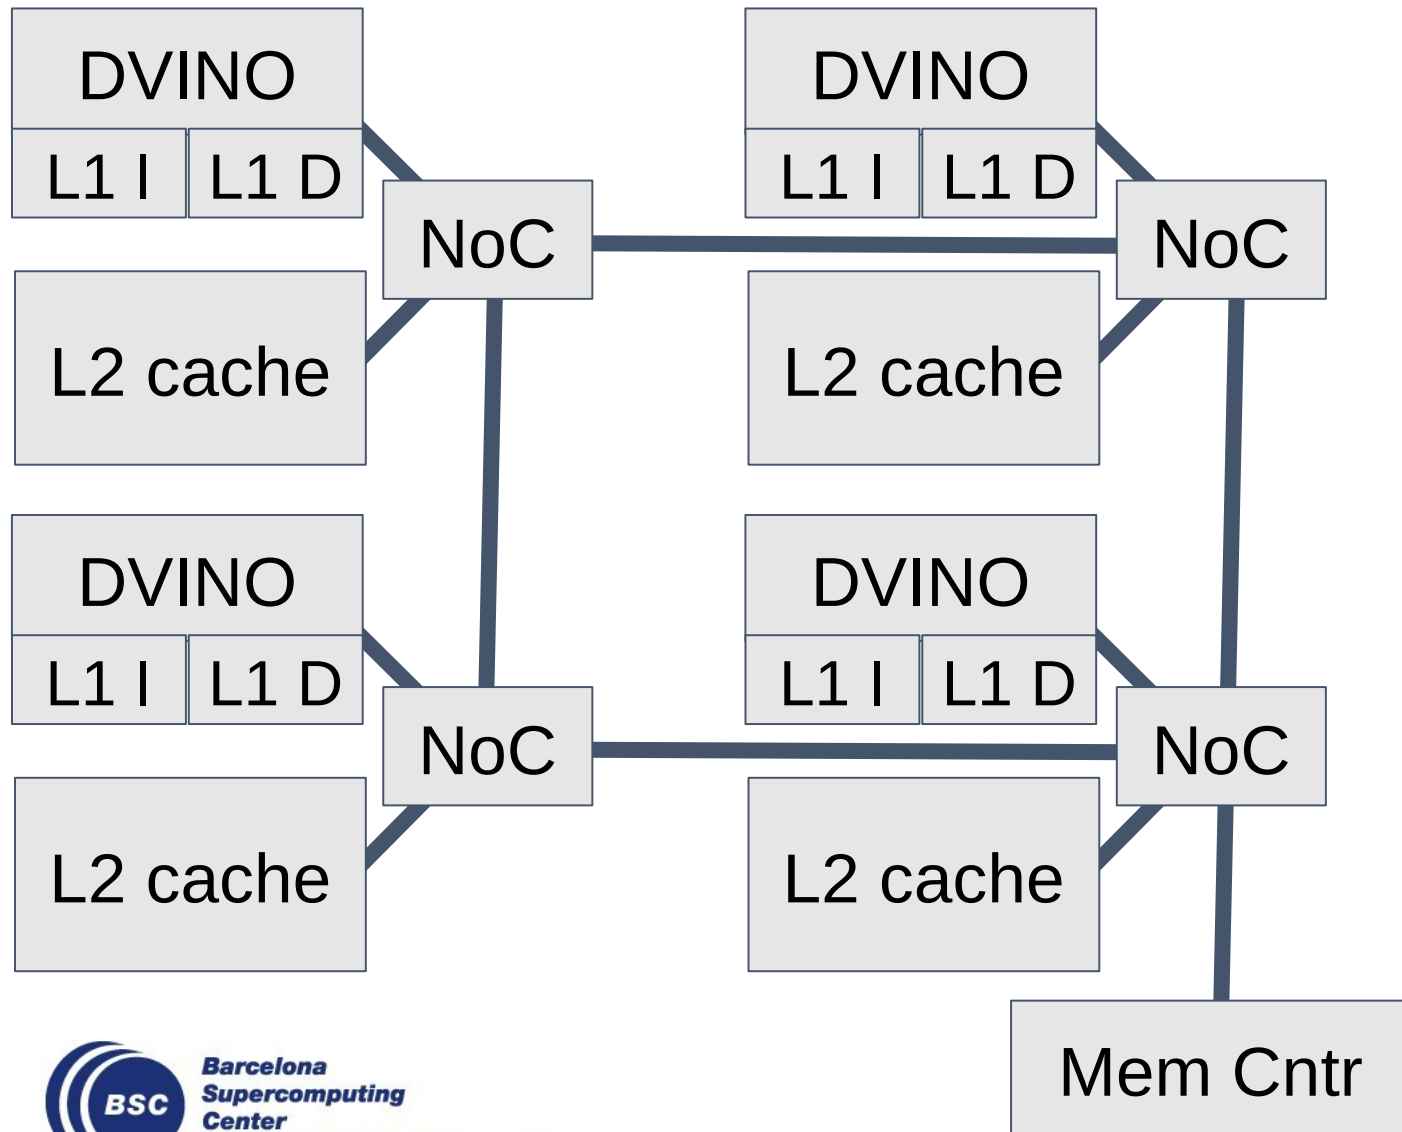 DVINO
L1 I
L1 D
NoC
L2 cache
DVINO
L1 I
L1 D
NoC
L2 cache
DVINO
L1 I
L1 D
NoC
L2 cache
DVINO
L1 I
L1 D
NoC
L2 cache
Mem Cntr
BSC
Barcelona
Supercomputing
Center